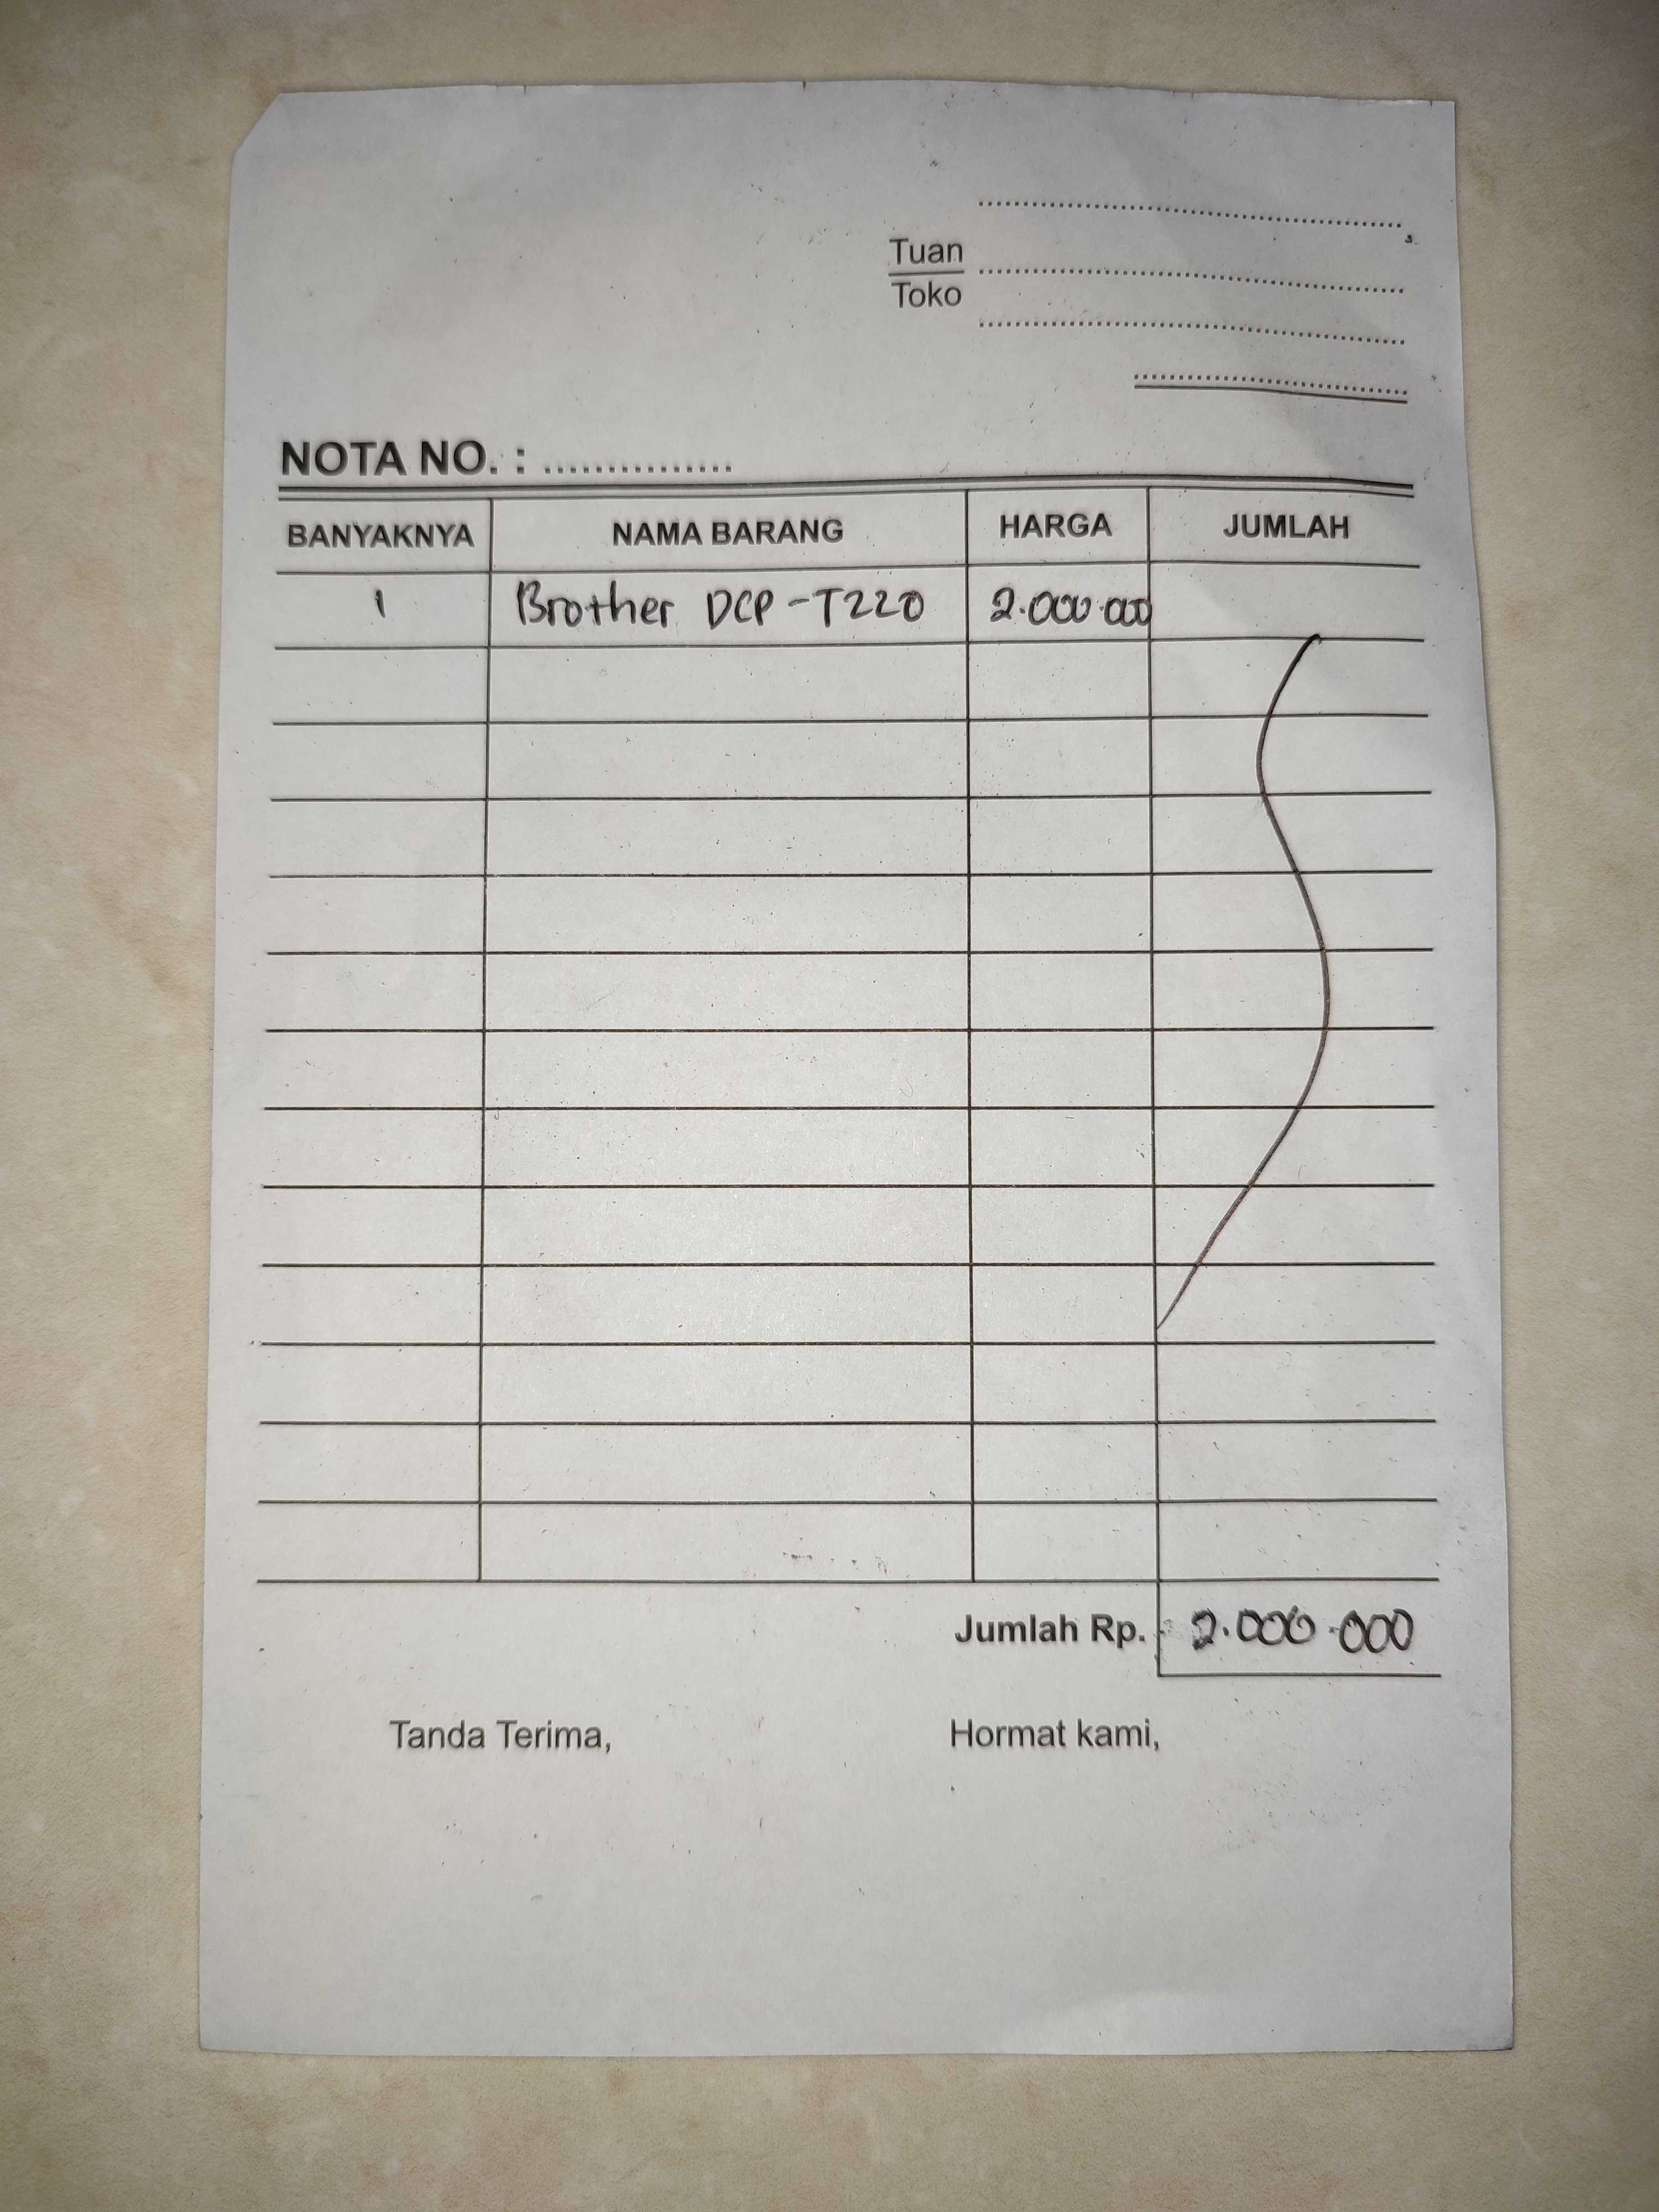 Tuan
Toko
NOTA NO. : ...............
BANYAKNYA NAMA BARANG HARGA JUMLAH
1 Brother DCP-T220 2.000.000
Jumlah Rp. 2.000.000
Tanda Terima, Hormat kami,